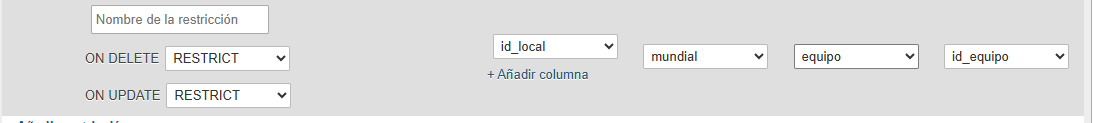 Nombre de la restricción
ON DELETE RESTRICT
ON UPDATE RESTRICT
id_local
+ Añadir columna
mundial
equipo
id_equipo